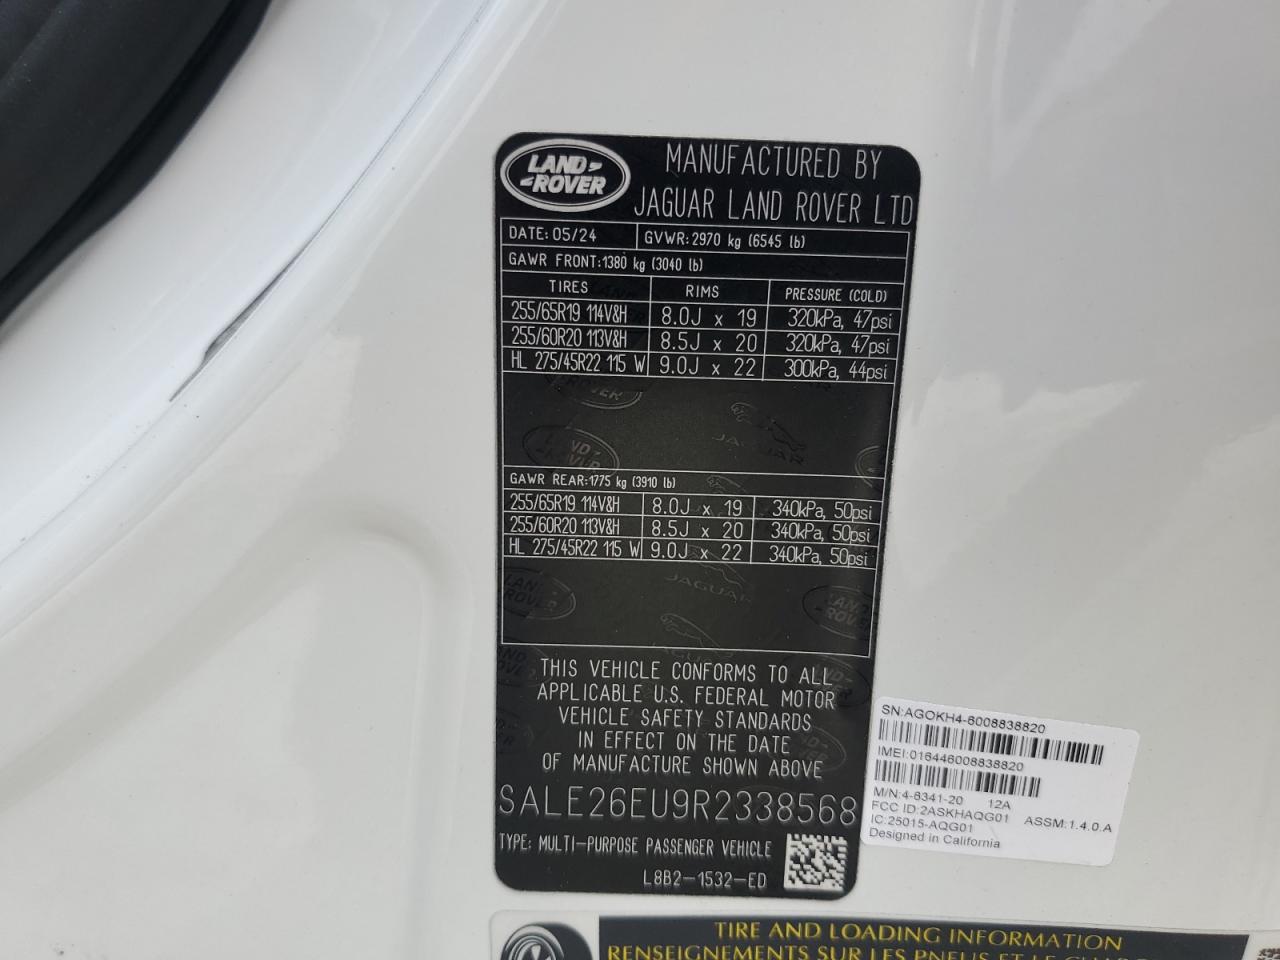 LAND-
-ROVER
MANUFACTURED BY
JAGUAR LAND ROVER LTD
DATE: 05/24 GVWR: 2970 kg (6545 lb)
GAWR FRONT: 1380 kg (3040 lb)
TIRES RIMS PRESSURE (COLD)
255/65R19 114V&H 8.0J x 19 320kPa, 47psi
255/60R20 113V&H 8.5J x 20 320kPa, 47psi
HL 275/45R22 115 W 9.0J x 22 300kPa, 44psi
GAWR REAR: 1775 kg (3910 lb)
255/65R19 114V&H 8.0J x 19 340kPa, 50psi
255/60R20 113V&H 8.5J x 20 340kPa, 50psi
HL 275/45R22 115 W 9.0J x 22 340kPa, 50psi
THIS VEHICLE CONFORMS TO ALL
APPLICABLE U.S. FEDERAL MOTOR
VEHICLE SAFETY STANDARDS
IN EFFECT ON THE DATE
OF MANUFACTURE SHOWN ABOVE
SALE26EU9R2338568
TYPE: MULTI-PURPOSE PASSENGER VEHICLE
L8B2-1532-ED
SN:AGOKH4-6008838820
IMEI:016446008838820
M/N:4-8341-20 12A
FCC ID:2ASKHAQG01 ASSM:1.4.0.A
IC:25015-AQG01
Designed in California
TIRE AND LOADING INFORMATION
RENSEIGNEMENTS SUR LES PNEUS ET LE